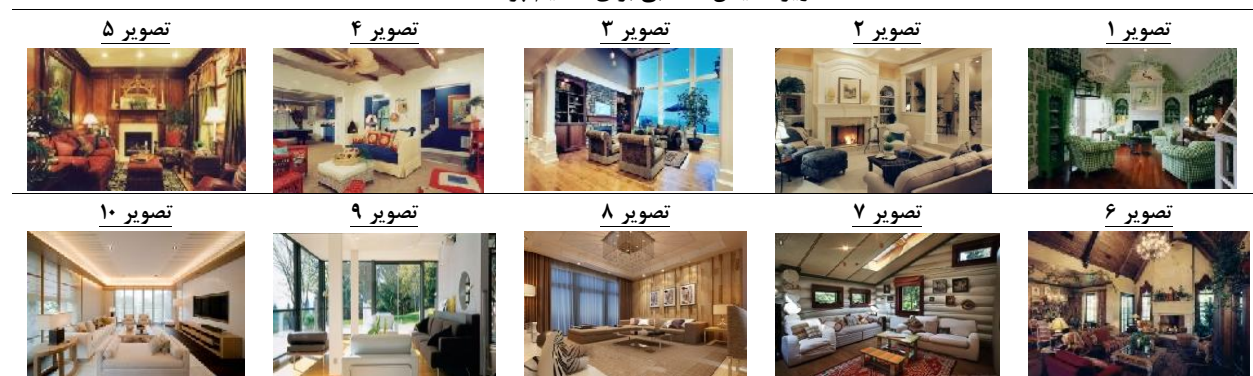 تصویر ۱
تصویر ۲
تصویر ۳
تصویر ۴
تصویر ۵
تصویر ۶
تصویر ۷
تصویر ۸
تصویر ۹
تصویر ۱۰